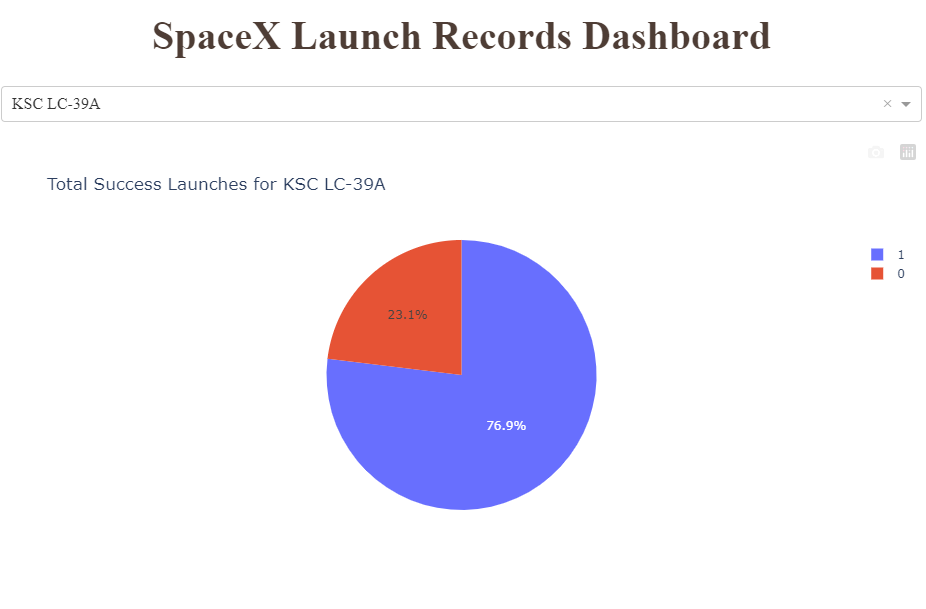 SpaceX Launch Records Dashboard
KSC LC-39A
×
Total Success Launches for KSC LC-39A
1
0
23.1%
76.9%